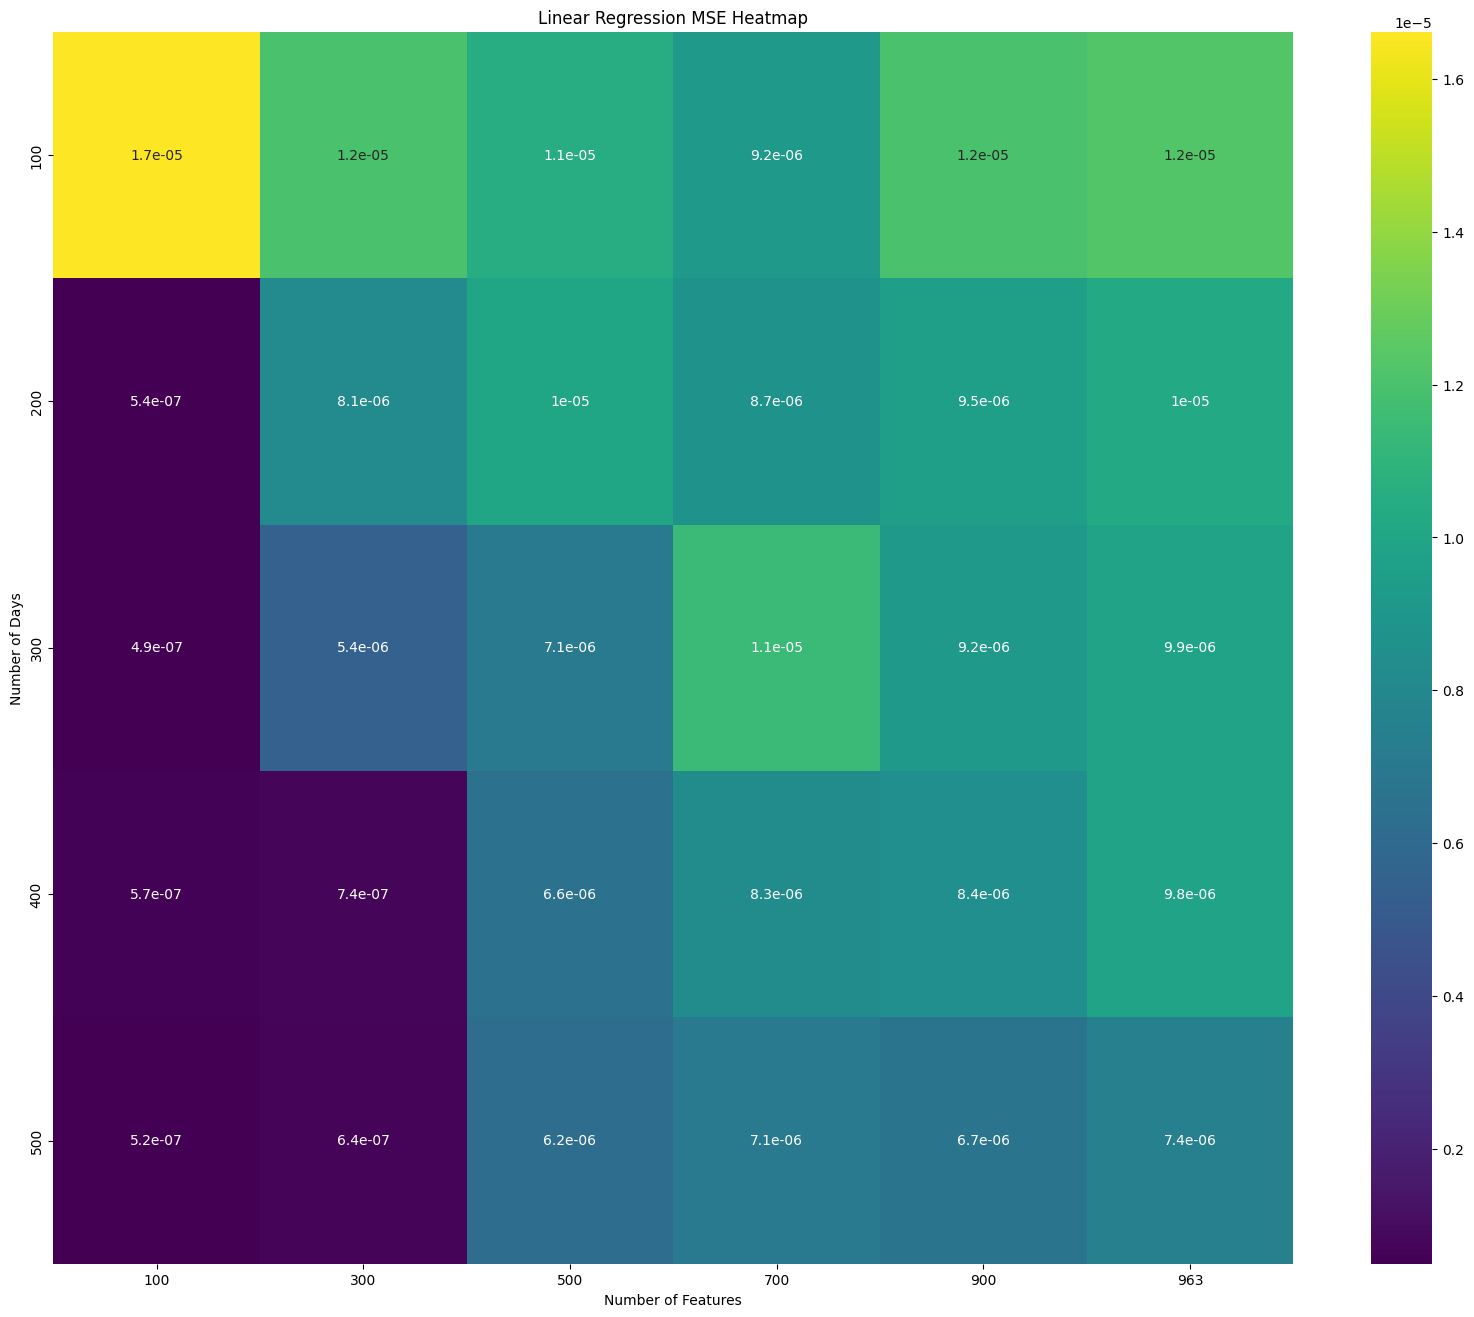 Linear Regression MSE Heatmap
1e−5
1.7e-05 1.2e-05 1.1e-05 9.2e-06 1.2e-05 1.2e-05
5.4e-07 8.1e-06 1e-05 8.7e-06 9.5e-06 1e-05
4.9e-07 5.4e-06 7.1e-06 1.1e-05 9.2e-06 9.9e-06
5.7e-07 7.4e-07 6.6e-06 8.3e-06 8.4e-06 9.8e-06
5.2e-07 6.4e-07 6.2e-06 7.1e-06 6.7e-06 7.4e-06
Number of Days
100
200
300
400
500
100 300 500 700 900 963
Number of Features
1.6
1.4
1.2
1.0
0.8
0.6
0.4
0.2